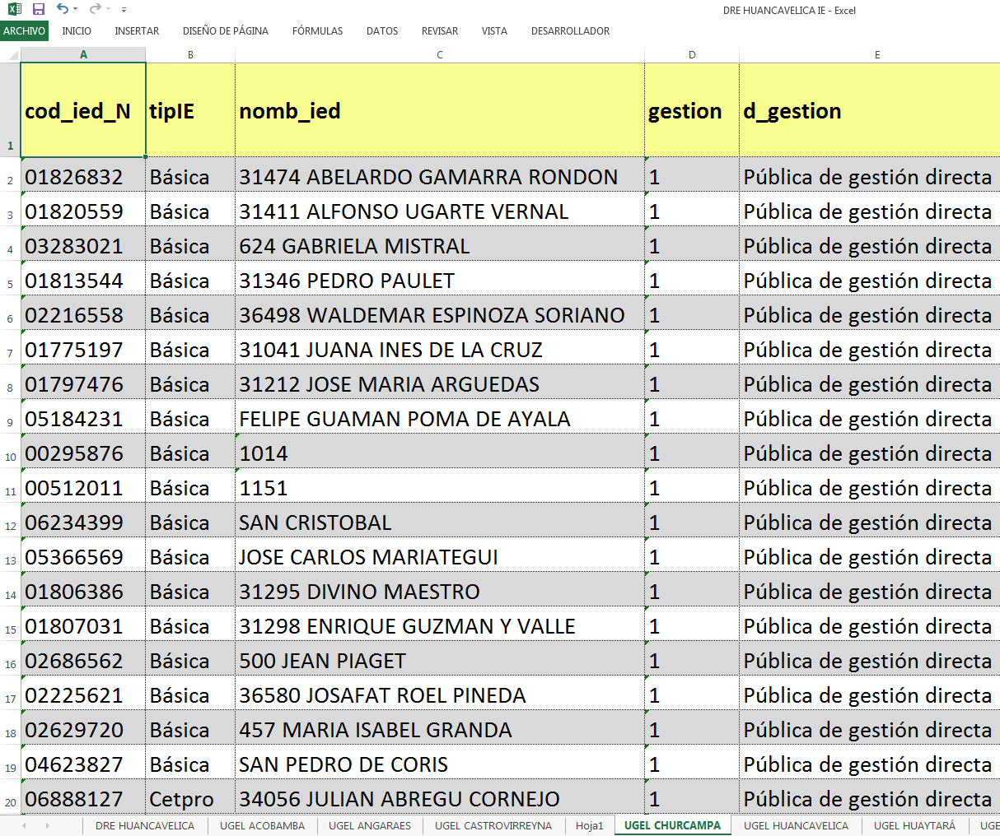 DRE HUANCAVELICA IE - Excel
ARCHIVO INICIO INSERTAR DISEÑO DE PÁGINA FÓRMULAS DATOS REVISAR VISTA DESARROLLADOR
A B C D E
1 cod_ied_N tipIE nomb_ied gestion d_gestion
2 01826832 Básica 31474 ABELARDO GAMARRA RONDON 1 Pública de gestión directa
3 01820559 Básica 31411 ALFONSO UGARTE VERNAL 1 Pública de gestión directa
4 03283021 Básica 624 GABRIELA MISTRAL 1 Pública de gestión directa
5 01813544 Básica 31346 PEDRO PAULET 1 Pública de gestión directa
6 02216558 Básica 36498 WALDEMAR ESPINOZA SORIANO 1 Pública de gestión directa
7 01775197 Básica 31041 JUANA INES DE LA CRUZ 1 Pública de gestión directa
8 01797476 Básica 31212 JOSE MARIA ARGUEDAS 1 Pública de gestión directa
9 05184231 Básica FELIPE GUAMAN POMA DE AYALA 1 Pública de gestión directa
10 00295876 Básica 1014 1 Pública de gestión directa
11 00512011 Básica 1151 1 Pública de gestión directa
12 06234399 Básica SAN CRISTOBAL 1 Pública de gestión directa
13 05366569 Básica JOSE CARLOS MARIATEGUI 1 Pública de gestión directa
14 01806386 Básica 31295 DIVINO MAESTRO 1 Pública de gestión directa
15 01807031 Básica 31298 ENRIQUE GUZMAN Y VALLE 1 Pública de gestión directa
16 02686562 Básica 500 JEAN PIAGET 1 Pública de gestión directa
17 02225621 Básica 36580 JOSAFAT ROEL PINEDA 1 Pública de gestión directa
18 02629720 Básica 457 MARIA ISABEL GRANDA 1 Pública de gestión directa
19 04623827 Básica SAN PEDRO DE CORIS 1 Pública de gestión directa
20 06888127 Cetpro 34056 JULIAN ABREGU CORNEJO 1 Pública de gestión directa
DRE HUANCAVELICA UGEL ACOBAMBA UGEL ANGARAES UGEL CASTROVIRREYNA Hoja1 UGEL CHURCAMPA UGEL HUANCAVELICA UGEL HUAYTARÁ UGE